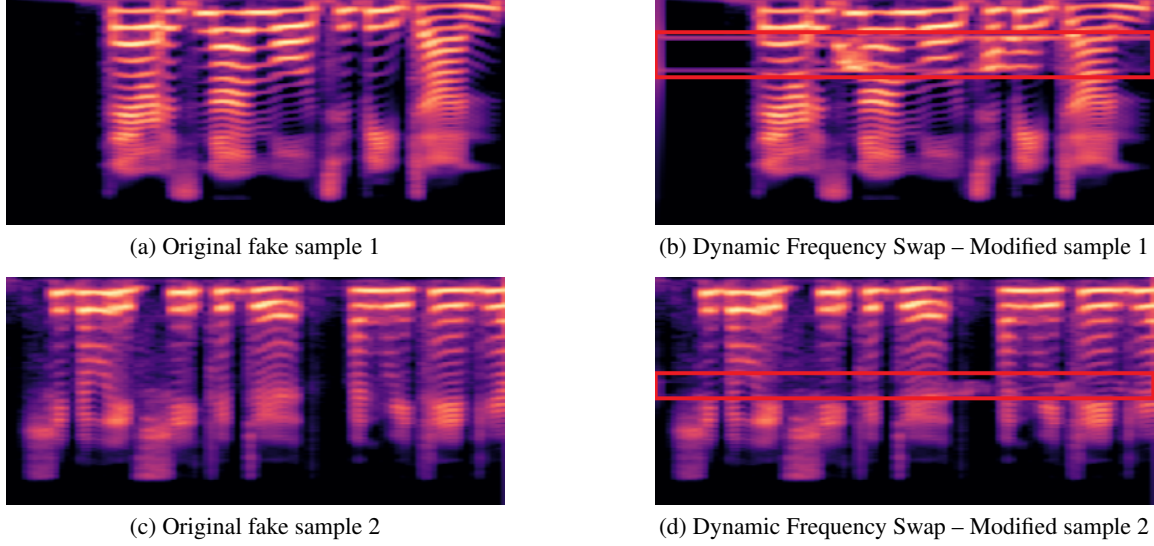 (a) Original fake sample 1
(b) Dynamic Frequency Swap – Modified sample 1
(c) Original fake sample 2
(d) Dynamic Frequency Swap – Modified sample 2